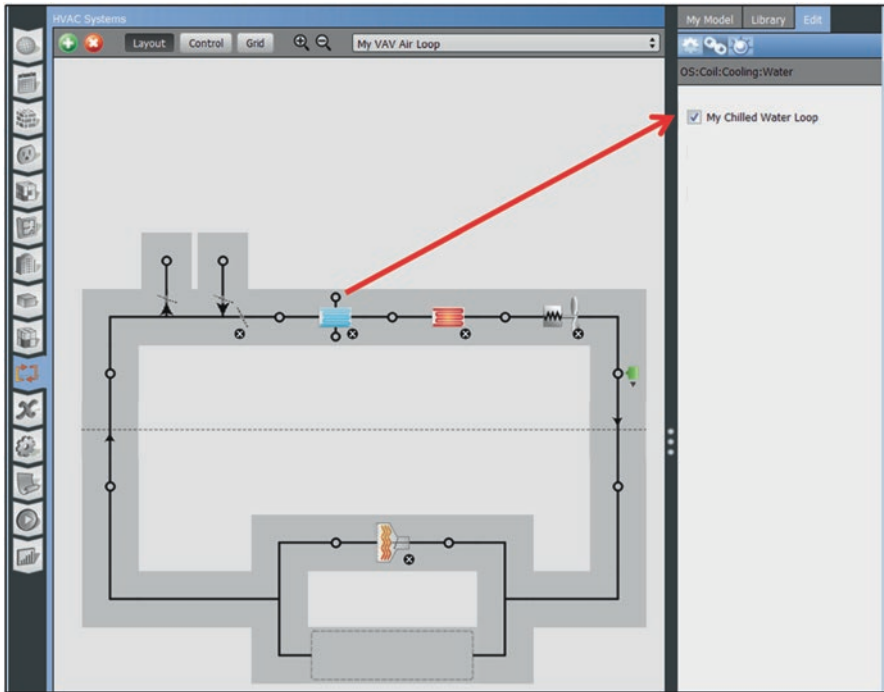 HVAC Systems
Layout Control Grid
My VAV Air Loop
My Model Library Edit
OS:Coil:Cooling:Water
My Chilled Water Loop